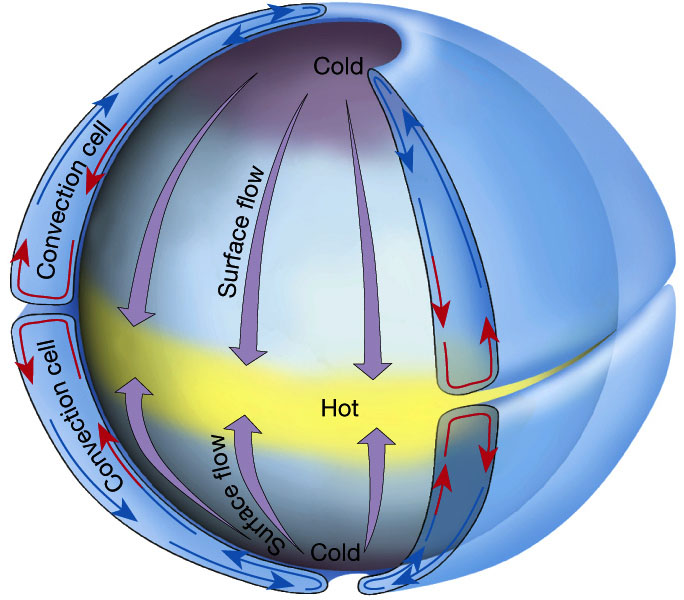 Cold
Convection cell
Surface flow
Hot
Convection cell
Surface flow
Cold